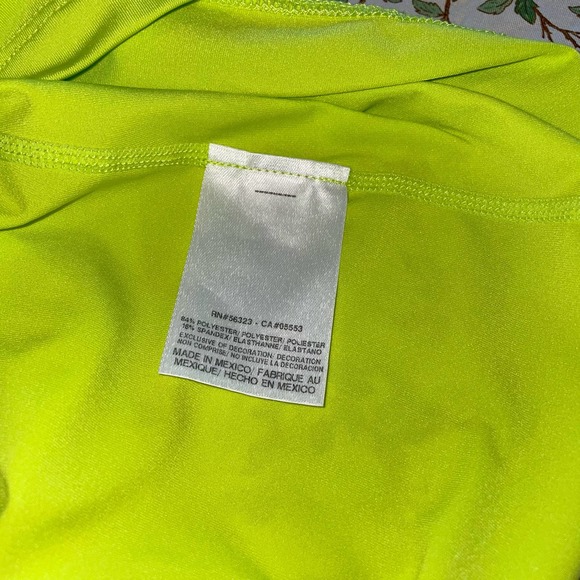 RN#56323 - CA#05553
84% POLYESTER/ POLYESTER/ POLIESTER
16% SPANDEX/ ELASTHANNE/ ELASTANO
EXCLUSIVE OF DECORATION/ DECORATION
NON COMPRISE/ NO INCLUYE LA DECORACION
MADE IN MEXICO/ FABRIQUE AU
MEXIQUE/ HECHO EN MEXICO